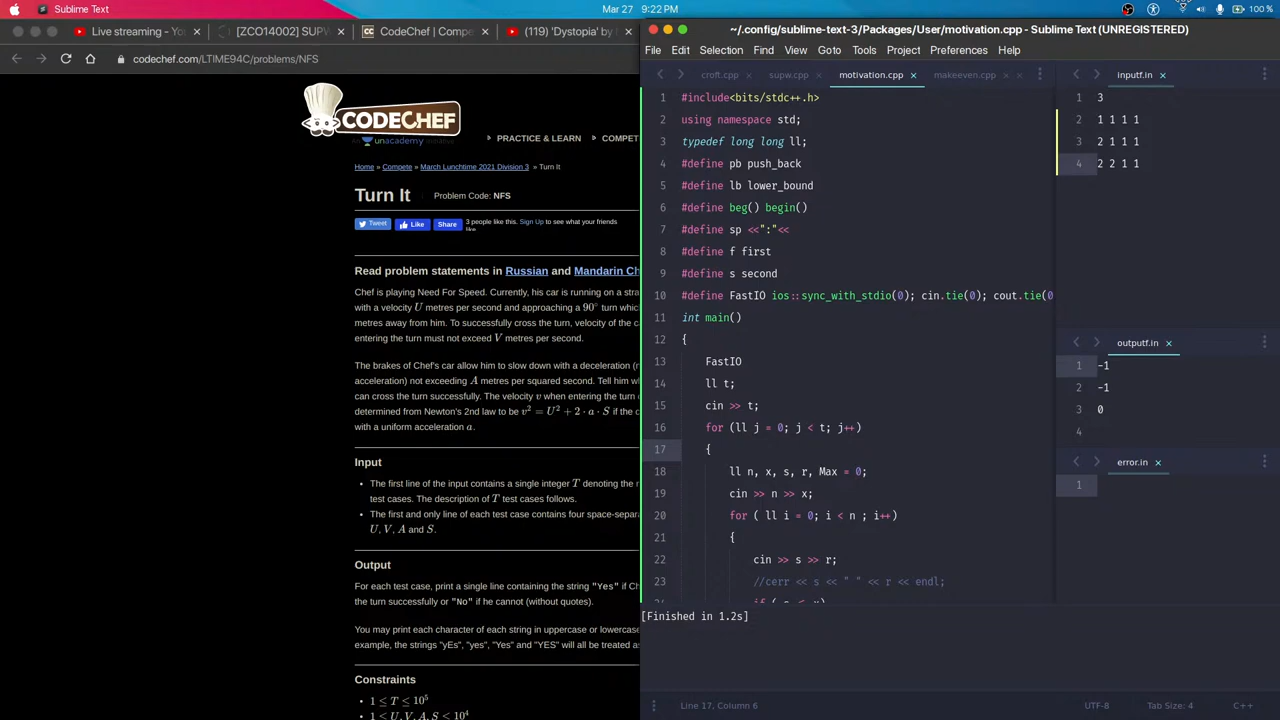 Sublime Text
Mar 27 9:22 PM
100 %
Live streaming - Yo
[ZCO14002] SUPW
CodeChef | Compe
(119) 'Dystopia' by
codechef.com/LTIME94C/problems/NFS
CODECHEF
An unacademy initiative
PRACTICE & LEARN COMPET
Home » Compete » March Lunchtime 2021 Division 3 » Turn It
Turn It Problem Code: NFS
Tweet Like Share 3 people like this. Sign Up to see what your friends
like.
Read problem statements in Russian and Mandarin Ch
Chef is playing Need For Speed. Currently, his car is running on a stra
with a velocity U metres per second and approaching a 90° turn whic
metres away from him. To successfully cross the turn, velocity of the c
entering the turn must not exceed V metres per second.
The brakes of Chef's car allow him to slow down with a deceleration (n
acceleration) not exceeding A metres per squared second. Tell him w
can cross the turn successfully. The velocity v when entering the turn c
determined from Newton's 2nd law to be v² = U² + 2 · a · S if the c
with a uniform acceleration a.
Input
• The first line of the input contains a single integer T denoting the n
test cases. The description of T test cases follows.
• The first and only line of each test case contains four space-separa
U, V, A and S.
Output
For each test case, print a single line containing the string "Yes" if Ch
the turn successfully or "No" if he cannot (without quotes).
You may print each character of each string in uppercase or lowercase
example, the strings "yEs", "yes", "Yes" and "YES" will all be treated as
Constraints
• 1 ≤ T ≤ 10⁵
• 1 ≤ U, V, A, S ≤ 10⁴
~/.config/sublime-text-3/Packages/User/motivation.cpp - Sublime Text (UNREGISTERED)
File Edit Selection Find View Goto Tools Project Preferences Help
croft.cpp supw.cpp motivation.cpp makeeven.cpp
1 #include<bits/stdc++.h>
2 using namespace std;
3 typedef long long ll;
4 #define pb push_back
5 #define lb lower_bound
6 #define beg() begin()
7 #define sp <<":"<<
8 #define f first
9 #define s second
10 #define FastIO ios::sync_with_stdio(0); cin.tie(0); cout.tie(0
11 int main()
12 {
13 FastIO
14 ll t;
15 cin >> t;
16 for (ll j = 0; j < t; j++)
17 {
18 ll n, x, s, r, Max = 0;
19 cin >> n >> x;
20 for ( ll i = 0; i < n ; i++)
21 {
22 cin >> s >> r;
23 //cerr << s << " " << r << endl;
24 if ( s <= x)
inputf.in
1 3
2 1 1 1 1
3 2 1 1 1
4 2 2 1 1
outputf.in
1 -1
2 -1
3 0
4
error.in
1
[Finished in 1.2s]
Line 17, Column 6
UTF-8
Tab Size: 4
C++